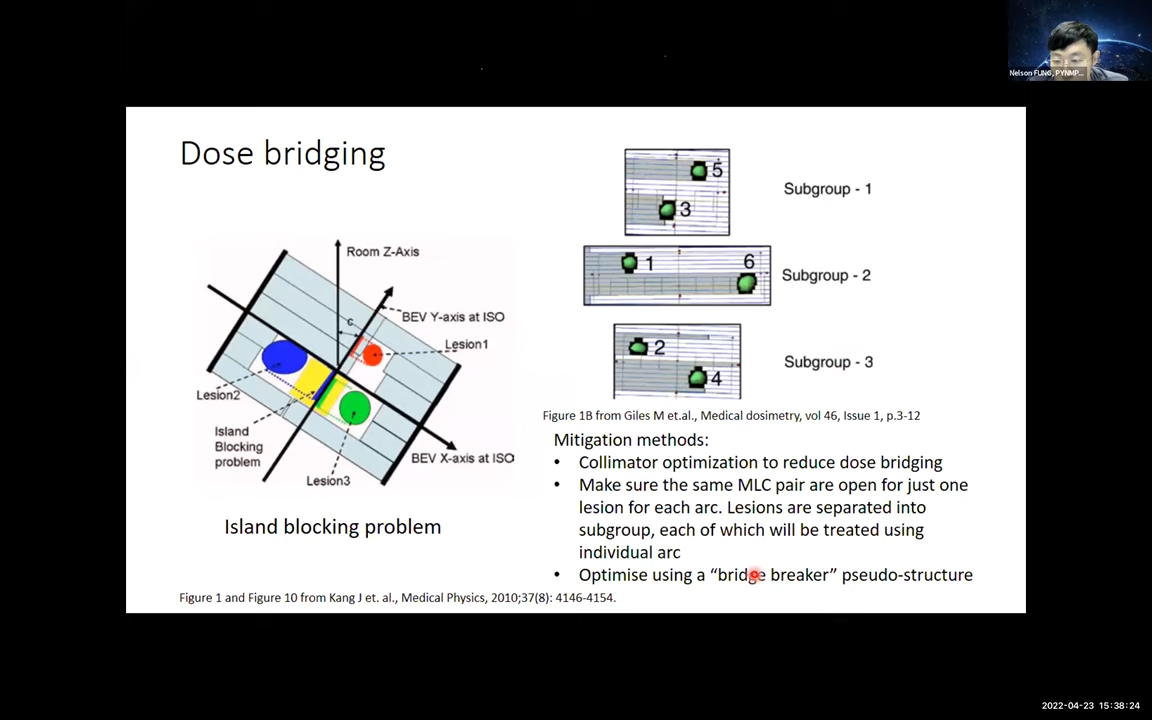 Nelson FUNG, PYNMP...
Dose bridging
Room Z-Axis
C
BEV Y-axis at ISO
Lesion1
Lesion2
Island
Blocking
problem
BEV X-axis at ISO
Lesion3
Island blocking problem
5
3
Subgroup - 1
1
6
Subgroup - 2
2
4
Subgroup - 3
Figure 1B from Giles M et.al., Medical dosimetry, vol 46, Issue 1, p.3-12
Mitigation methods:
• Collimator optimization to reduce dose bridging
• Make sure the same MLC pair are open for just one
lesion for each arc. Lesions are separated into
subgroup, each of which will be treated using
individual arc
• Optimise using a “bridge breaker” pseudo-structure
Figure 1 and Figure 10 from Kang J et. al., Medical Physics, 2010;37(8): 4146-4154.
2022-04-23 15:38:24